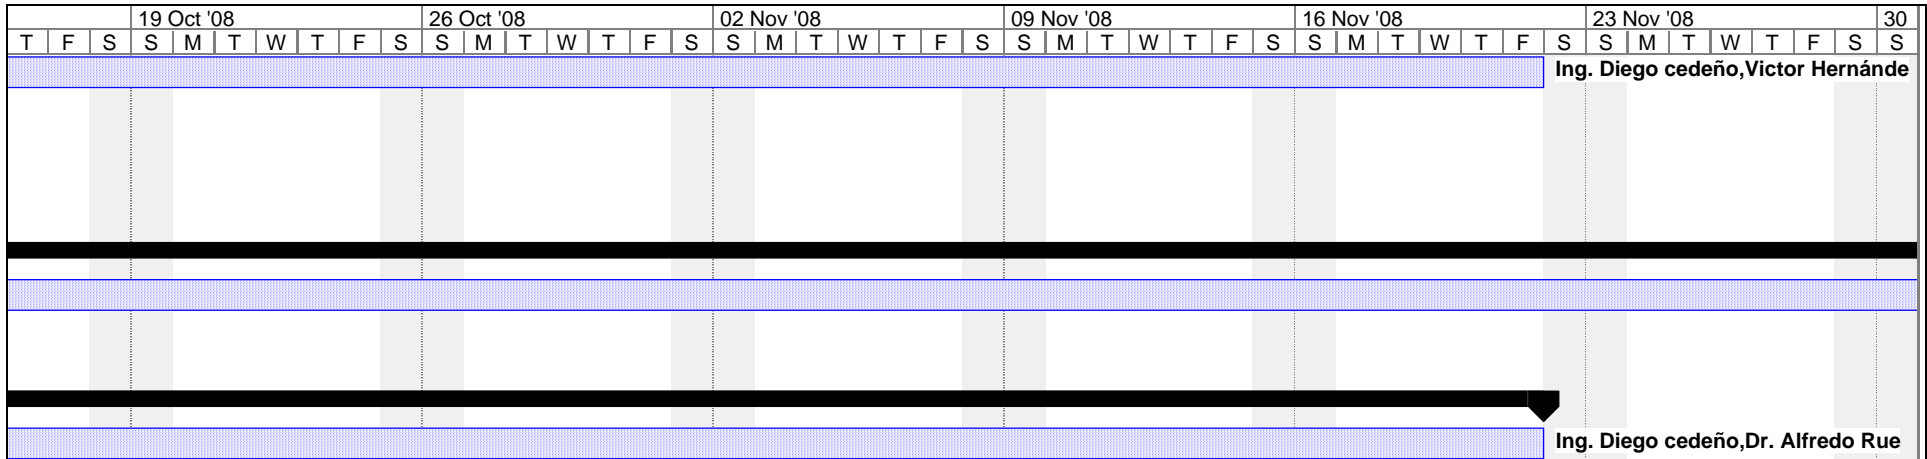 19 Oct '08 26 Oct '08 02 Nov '08 09 Nov '08 16 Nov '08 23 Nov '08 30
T F S S M T W T F S S M T W T F S S M T W T F S S M T W T F S S M T W T F S S M T W T F S S
Ing. Diego cedeño,Victor Hernánde
Ing. Diego cedeño,Dr. Alfredo Rue